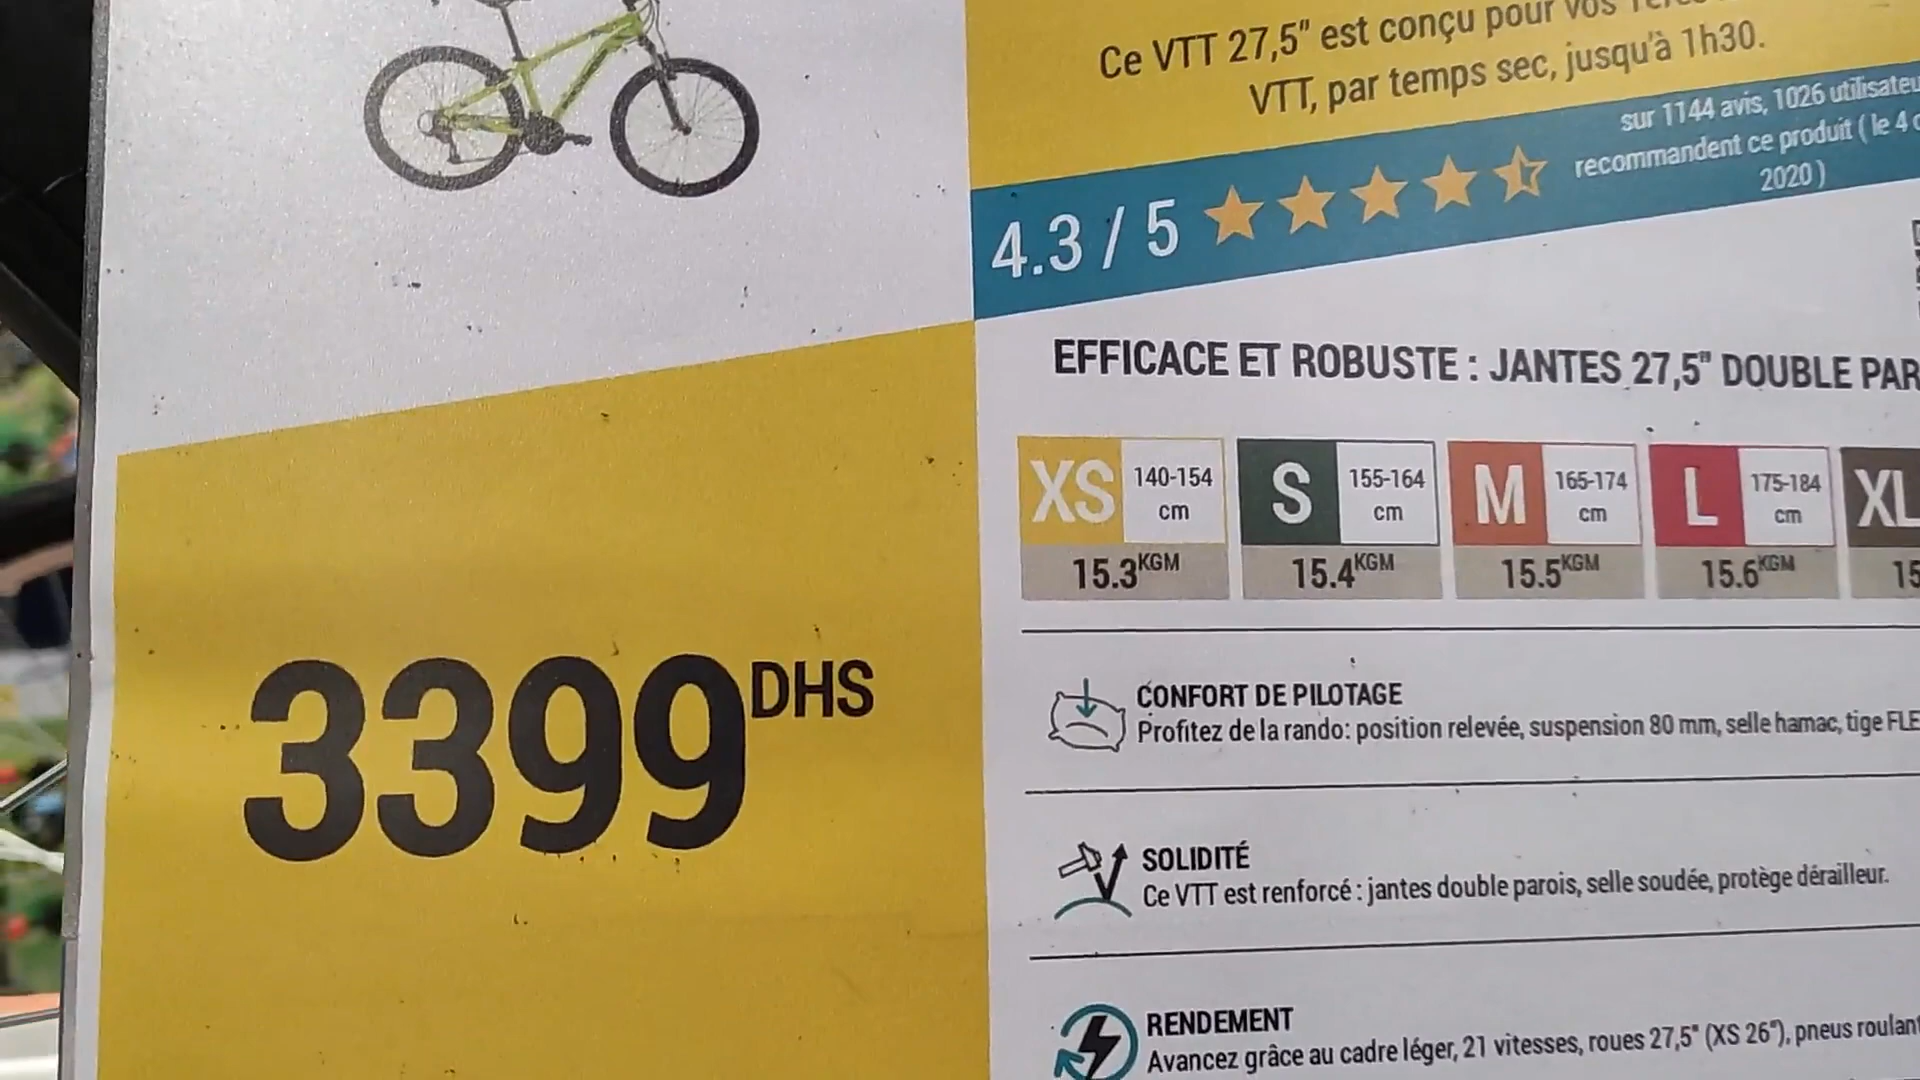 Ce VTT 27,5" est conçu pour vos
VTT, par temps sec, jusqu'à 1h30.
4.3 / 5
sur 1144 avis, 1026
recommandent ce produit ( le 4
2020 )
EFFICACE ET ROBUSTE : JANTES 27,5" DOUBLE
XS 140-154 cm
15.3KGM
S 155-164 cm
15.4KGM
M 165-174 cm
15.5KGM
L 175-184 cm
15.6KGM
XL
3399DHS
CONFORT DE PILOTAGE
Profitez de la rando: position relevée, suspension 80 mm, selle hamac, tige
SOLIDITÉ
Ce VTT est renforcé : jantes double parois, selle soudée, protège dérailleur.
RENDEMENT
Avancez grâce au cadre léger, 21 vitesses, roues 27,5" (XS 26"), pneus